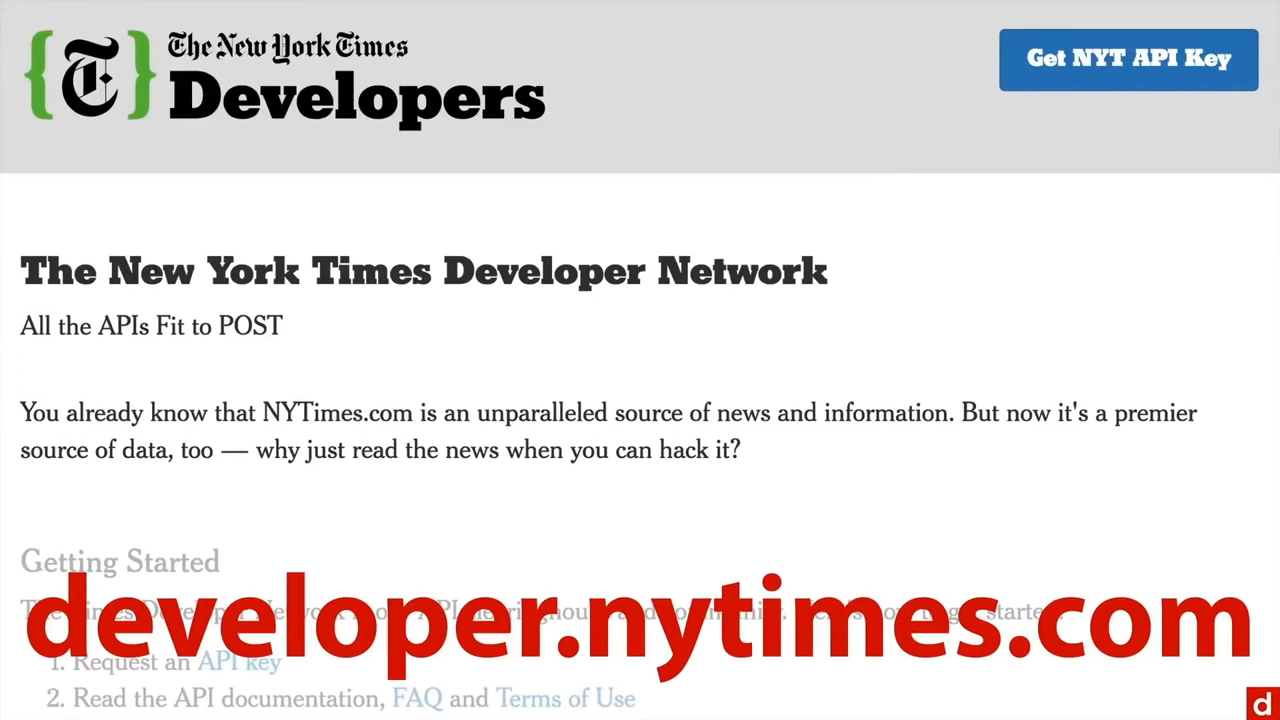 {T} The New York Times
Developers
Get NYT API Key
The New York Times Developer Network
All the APIs Fit to POST
You already know that NYTimes.com is an unparalleled source of news and information. But now it's a premier
source of data, too — why just read the news when you can hack it?
Getting Started
developer.nytimes.com
1. Request an API key
2. Read the API documentation, FAQ and Terms of Use
d